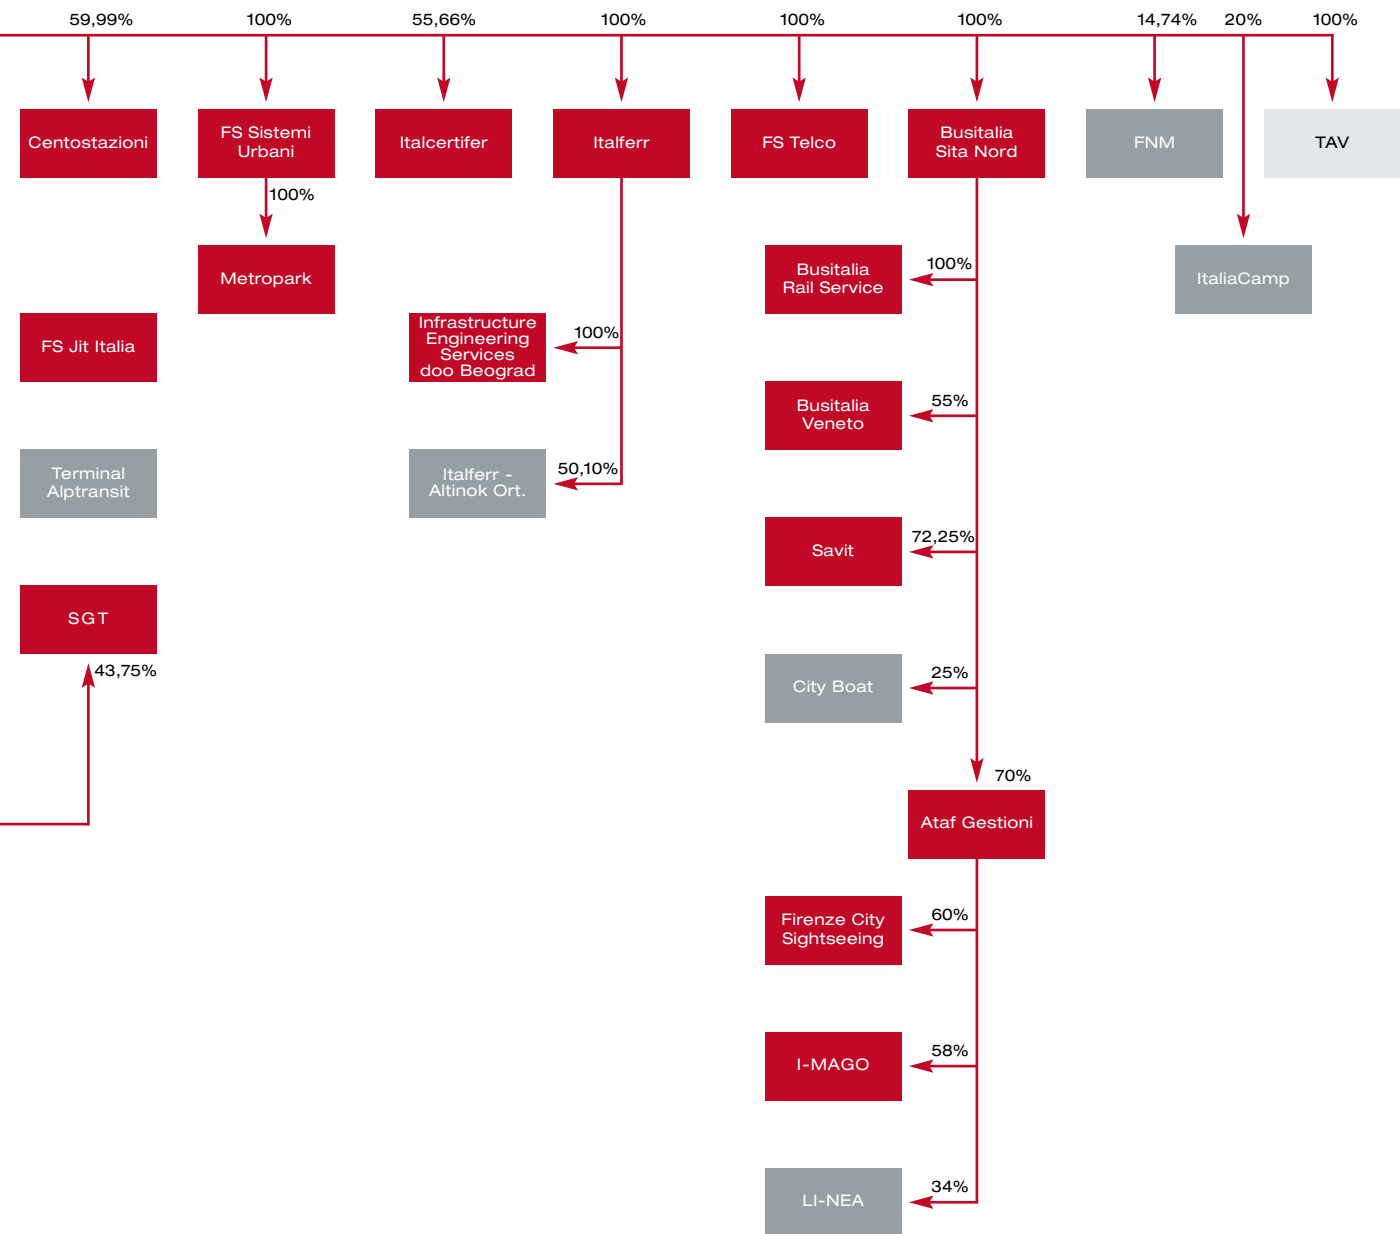 59,99%
100%
55,66%
100%
100%
100%
14,74%
20%
100%
Centostazioni
FS Sistemi
Urbani
Italcertifer
Italferr
FS Telco
Busitalia
Sita Nord
FNM
TAV
100%
Metropark
100%
Busitalia
Rail Service
ItaliaCamp
FS Jit Italia
Infrastructure
Engineering
Services
doo Beograd
100%
Busitalia
Veneto
55%
Terminal
Alptransit
Italferr -
Altinok Ort.
50,10%
Savit
72,25%
SGT
43,75%
City Boat
25%
70%
Ataf Gestioni
Firenze City
Sightseeing
60%
I-MAGO
58%
LI-NEA
34%